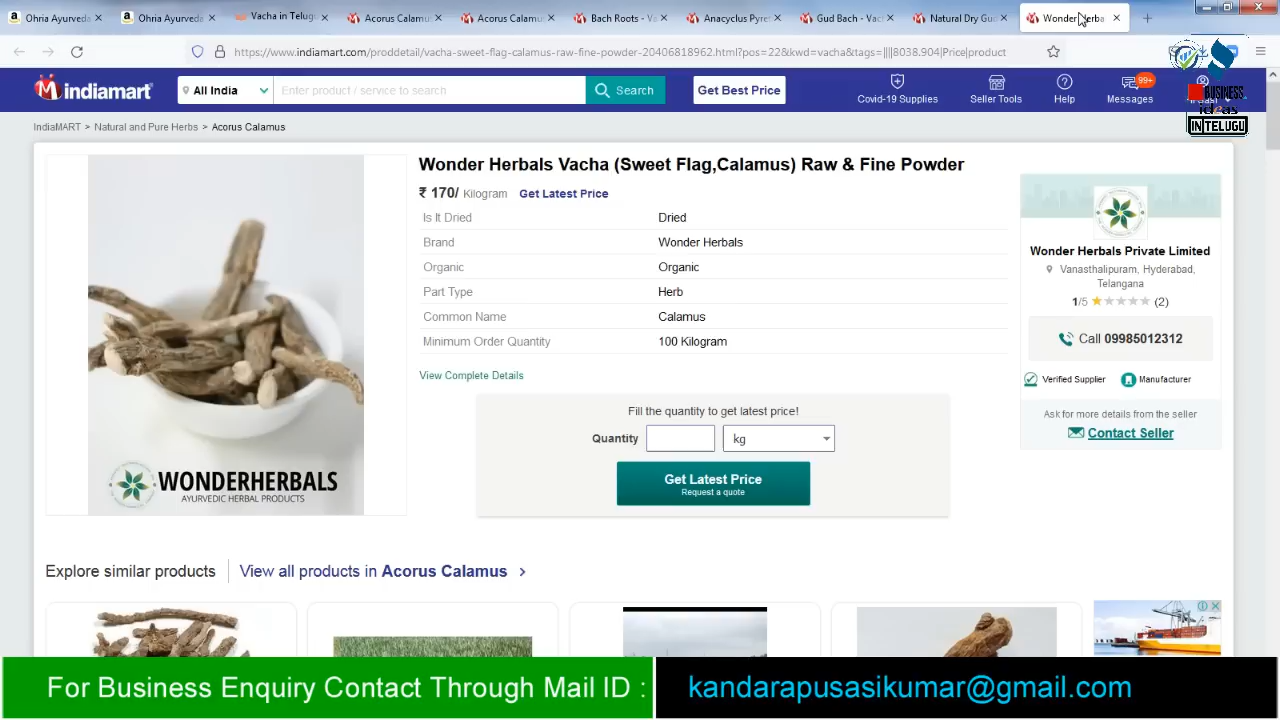 Ohria Ayurveda
Ohria Ayurveda
Vacha in Telugu
Acorus Calamus
Acorus Calamus
Bach Roots - Va
Anacyclus Pyret
Gud Bach - Vac
Natural Dry Gu
Wonder Herba
https://www.indiamart.com/proddetail/vacha-sweet-flag-calamus-raw-fine-powder-20406818962.html?pos=22&kwd=vacha&tags=||||8038.904|Price|product
indiamart
All India
Enter product / service to search
Search
Get Best Price
Covid-19 Supplies
Seller Tools
Help
99+
Messages
BUSINESS
ideas
IN TELUGU
IndiaMART > Natural and Pure Herbs > Acorus Calamus
Wonder Herbals Vacha (Sweet Flag,Calamus) Raw & Fine Powder
₹ 170/ Kilogram Get Latest Price
Is It Dried Dried
Brand Wonder Herbals
Organic Organic
Part Type Herb
Common Name Calamus
Minimum Order Quantity 100 Kilogram
View Complete Details
Fill the quantity to get latest price!
Quantity kg
Get Latest Price
Request a quote
WONDERHERBALS
AYURVEDIC HERBAL PRODUCTS
Wonder Herbals Private Limited
Vanasthalipuram, Hyderabad,
Telangana
1/5 (2)
Call 09985012312
Verified Supplier
Manufacturer
Ask for more details from the seller
Contact Seller
Explore similar products
View all products in Acorus Calamus >
For Business Enquiry Contact Through Mail ID :
kandarapusasikumar@gmail.com